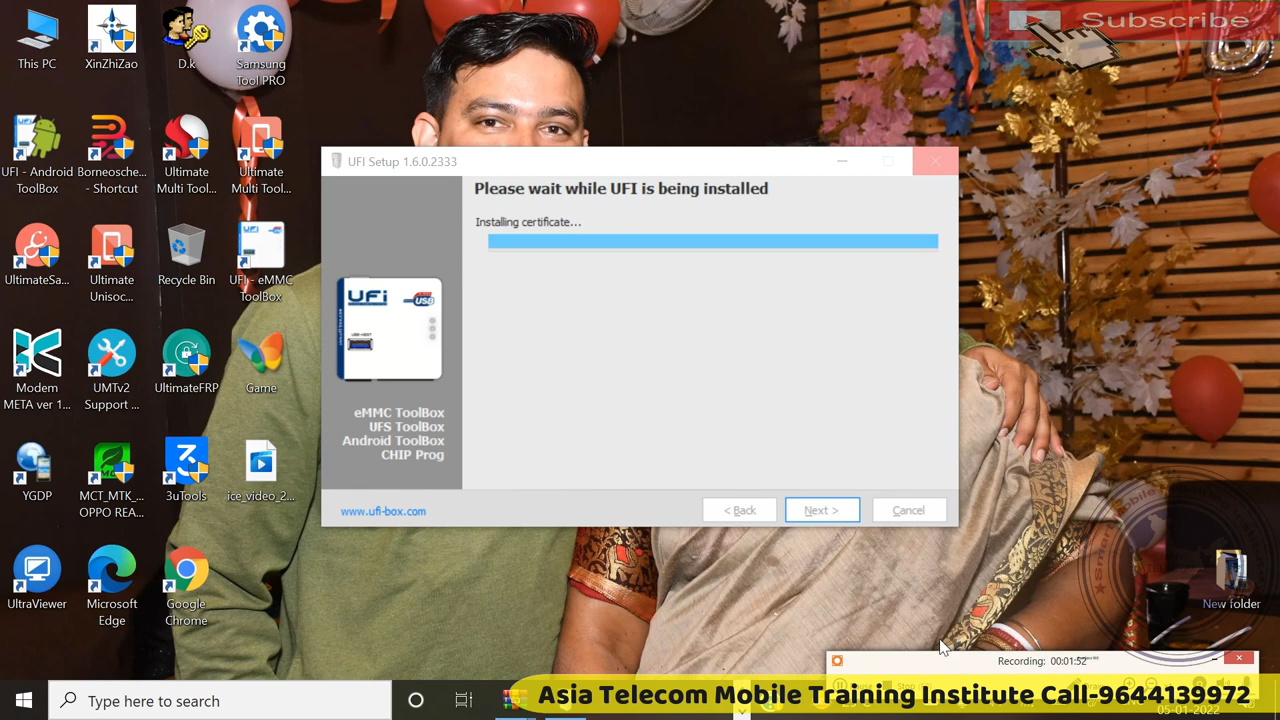 Subscribe
This PC
XinZhiZao
D.k
Samsung
Tool PRO
UFI - Android
ToolBox
Borneosche...
- Shortcut
Ultimate
Multi Tool...
Ultimate
Multi Tool...
UltimateSa...
Ultimate
Unisoc...
Recycle Bin
UFI - eMMC
ToolBox
Modem
META ver 1...
UMTv2
Support ...
UltimateFRP
Game
YGDP
MCT_MTK_...
OPPO REA...
3uTools
ice_video_2...
UltraViewer
Microsoft
Edge
Google
Chrome
New folder
UFI Setup 1.6.0.2333
Please wait while UFI is being installed
Installing certificate...
UFi
USB
eMMC ToolBox
UFS ToolBox
Android ToolBox
CHIP Prog
www.ufi-box.com
< Back
Next >
Cancel
Recording: 00:01:52
Type here to search
Asia Telecom Mobile Training Institute Call-9644139972
05-01-2022